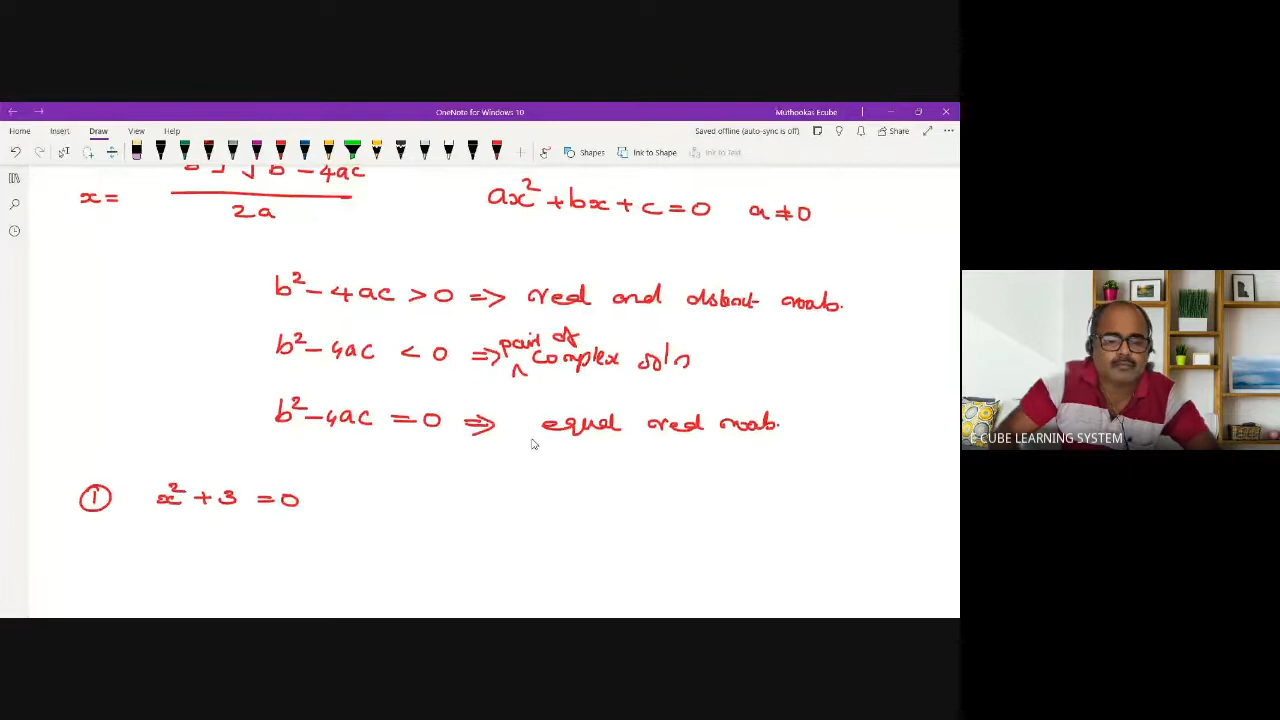 OneNote for Windows 10
Muthookas Ecube
Home Insert Draw View Help
Saved offline (auto-sync is off)
Share
Shapes
Ink to Shape
Ink to Text
x = b - 4ac
2a
ax² + bx + c = 0 a ≠ 0
b² - 4ac > 0 ⇒ real and distinct roots.
pair of
b² - 4ac < 0 ⇒ complex sol's
b² - 4ac = 0 ⇒ equal real roots.
① x² + 3 = 0
E CUBE LEARNING SYSTEM